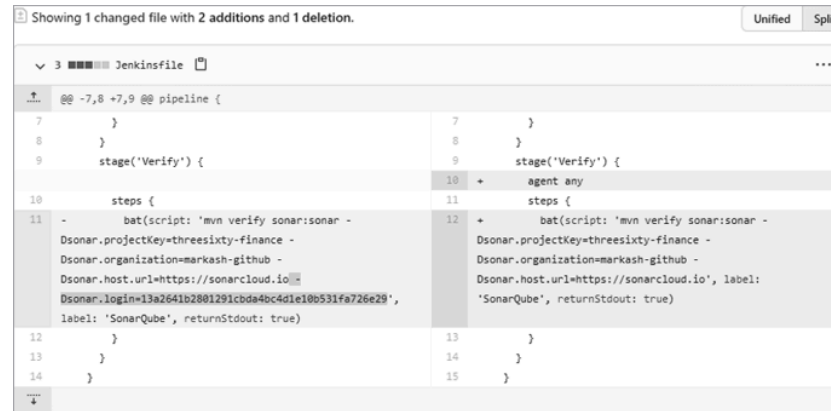 Showing 1 changed file with 2 additions and 1 deletion.
Unified Spli
3 Jenkinsfile
@@ -7,8 +7,9 @@ pipeline {
7 }
8 }
9 stage('Verify') {
10 steps {
11 - bat(script: 'mvn verify sonar:sonar -
Dsonar.projectKey=threesixty-finance -
Dsonar.organization=markash-github -
Dsonar.host.url=https://sonarcloud.io -
Dsonar.login=13a2641b2801291cbda4bc4d1e10b531fa726e29',
label: 'SonarQube', returnStdout: true)
12 }
13 }
14 }
7 }
8 }
9 stage('Verify') {
10 + agent any
11 steps {
12 + bat(script: 'mvn verify sonar:sonar -
Dsonar.projectKey=threesixty-finance -
Dsonar.organization=markash-github -
Dsonar.host.url=https://sonarcloud.io', label:
'SonarQube', returnStdout: true)
13 }
14 }
15 }